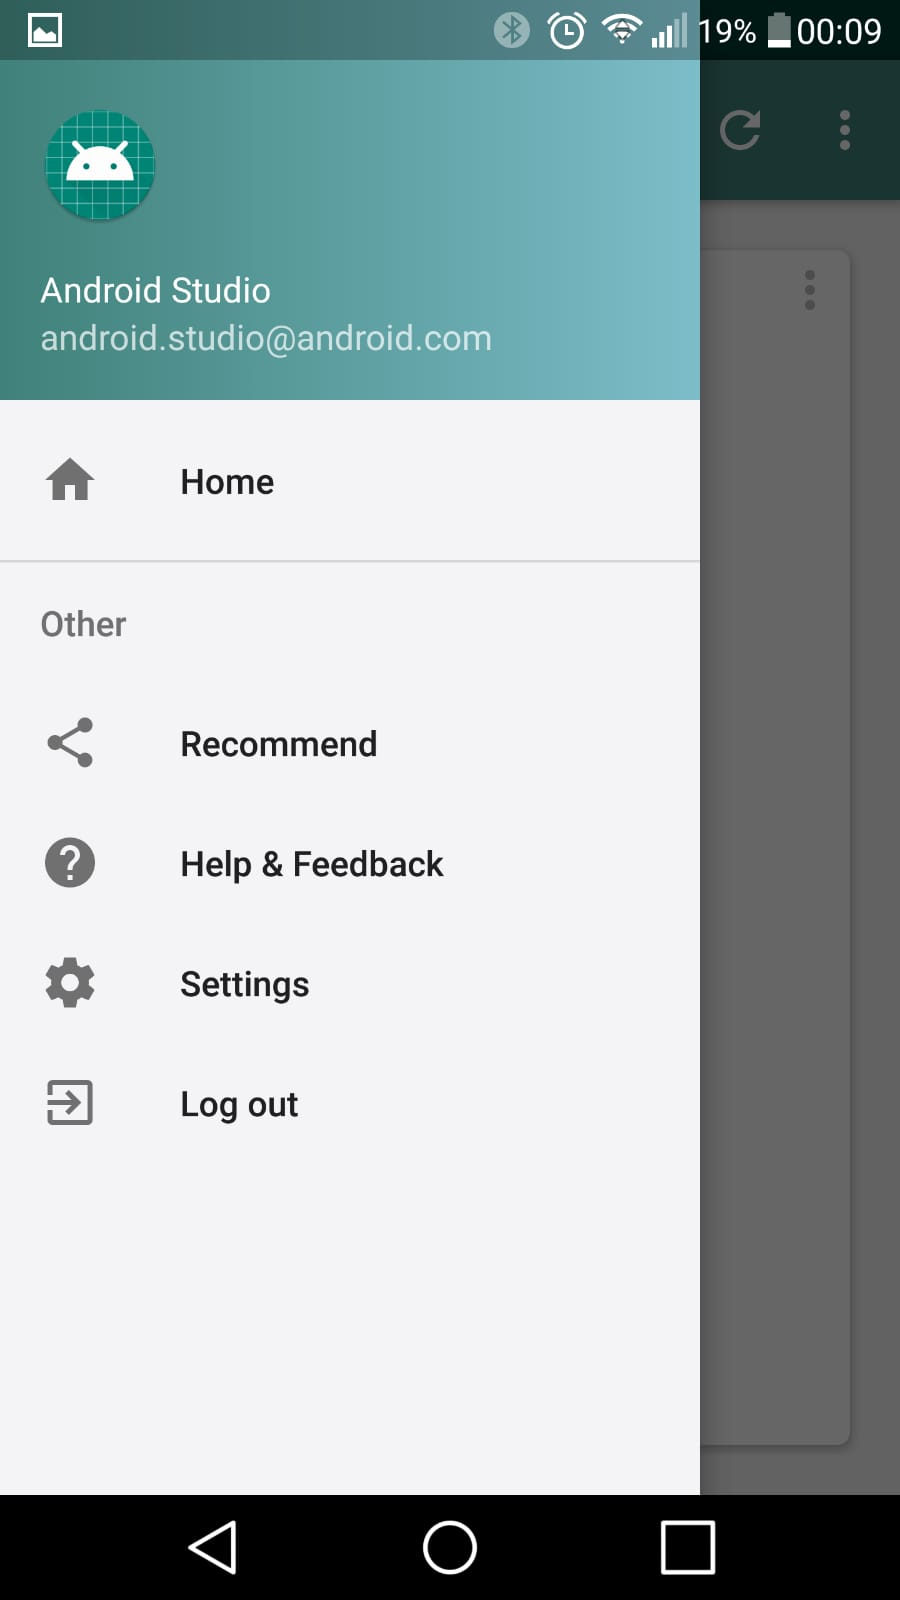 19% 00:09
Android Studio
android.studio@android.com
Home
Other
Recommend
Help & Feedback
Settings
Log out